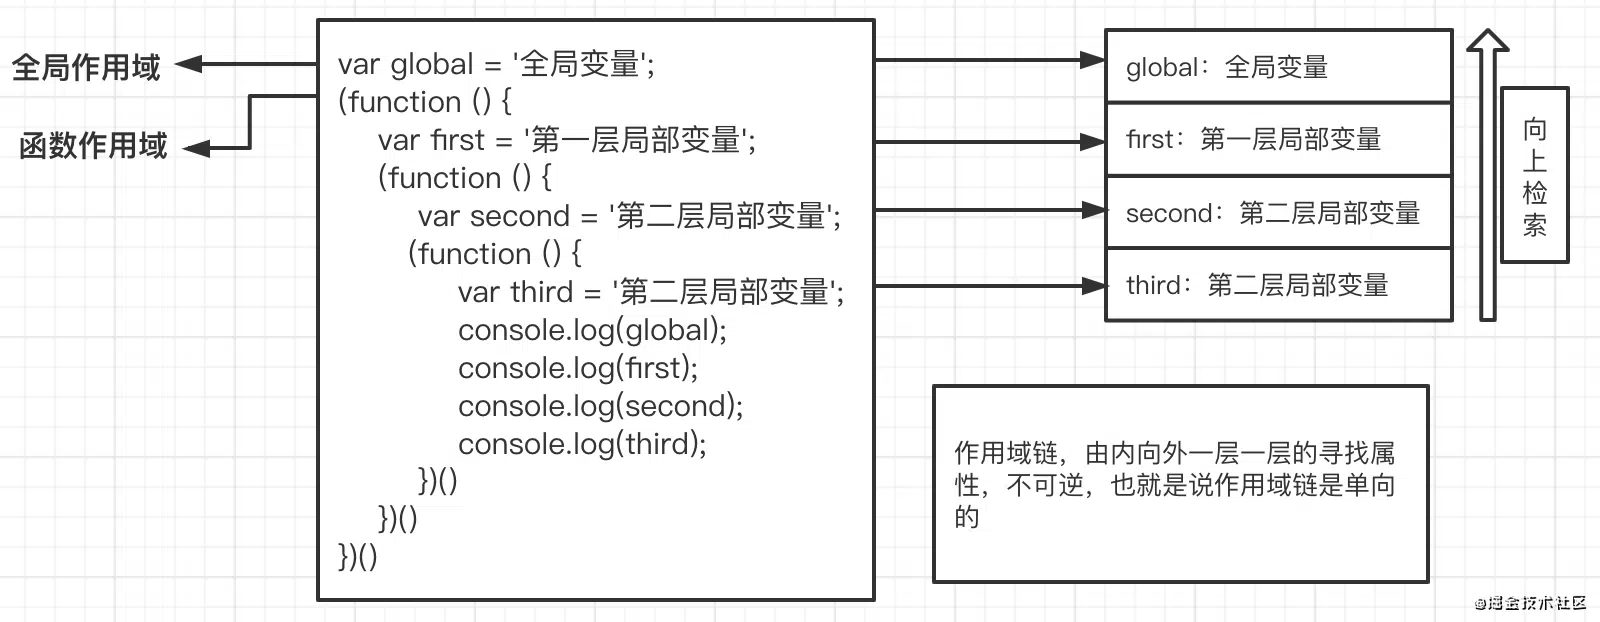 全局作用域
函数作用域
var global = '全局变量';
(function () {
var first = '第一层局部变量';
(function () {
var second = '第二层局部变量';
(function () {
var third = '第二层局部变量';
console.log(global);
console.log(first);
console.log(second);
console.log(third);
})()
})()
})()
global：全局变量
first：第一层局部变量
second：第二层局部变量
third：第二层局部变量
向
上
检
索
作用域链，由内向外一层一层的寻找属
性，不可逆，也就是说作用域链是单向
的
@掘金技术社区